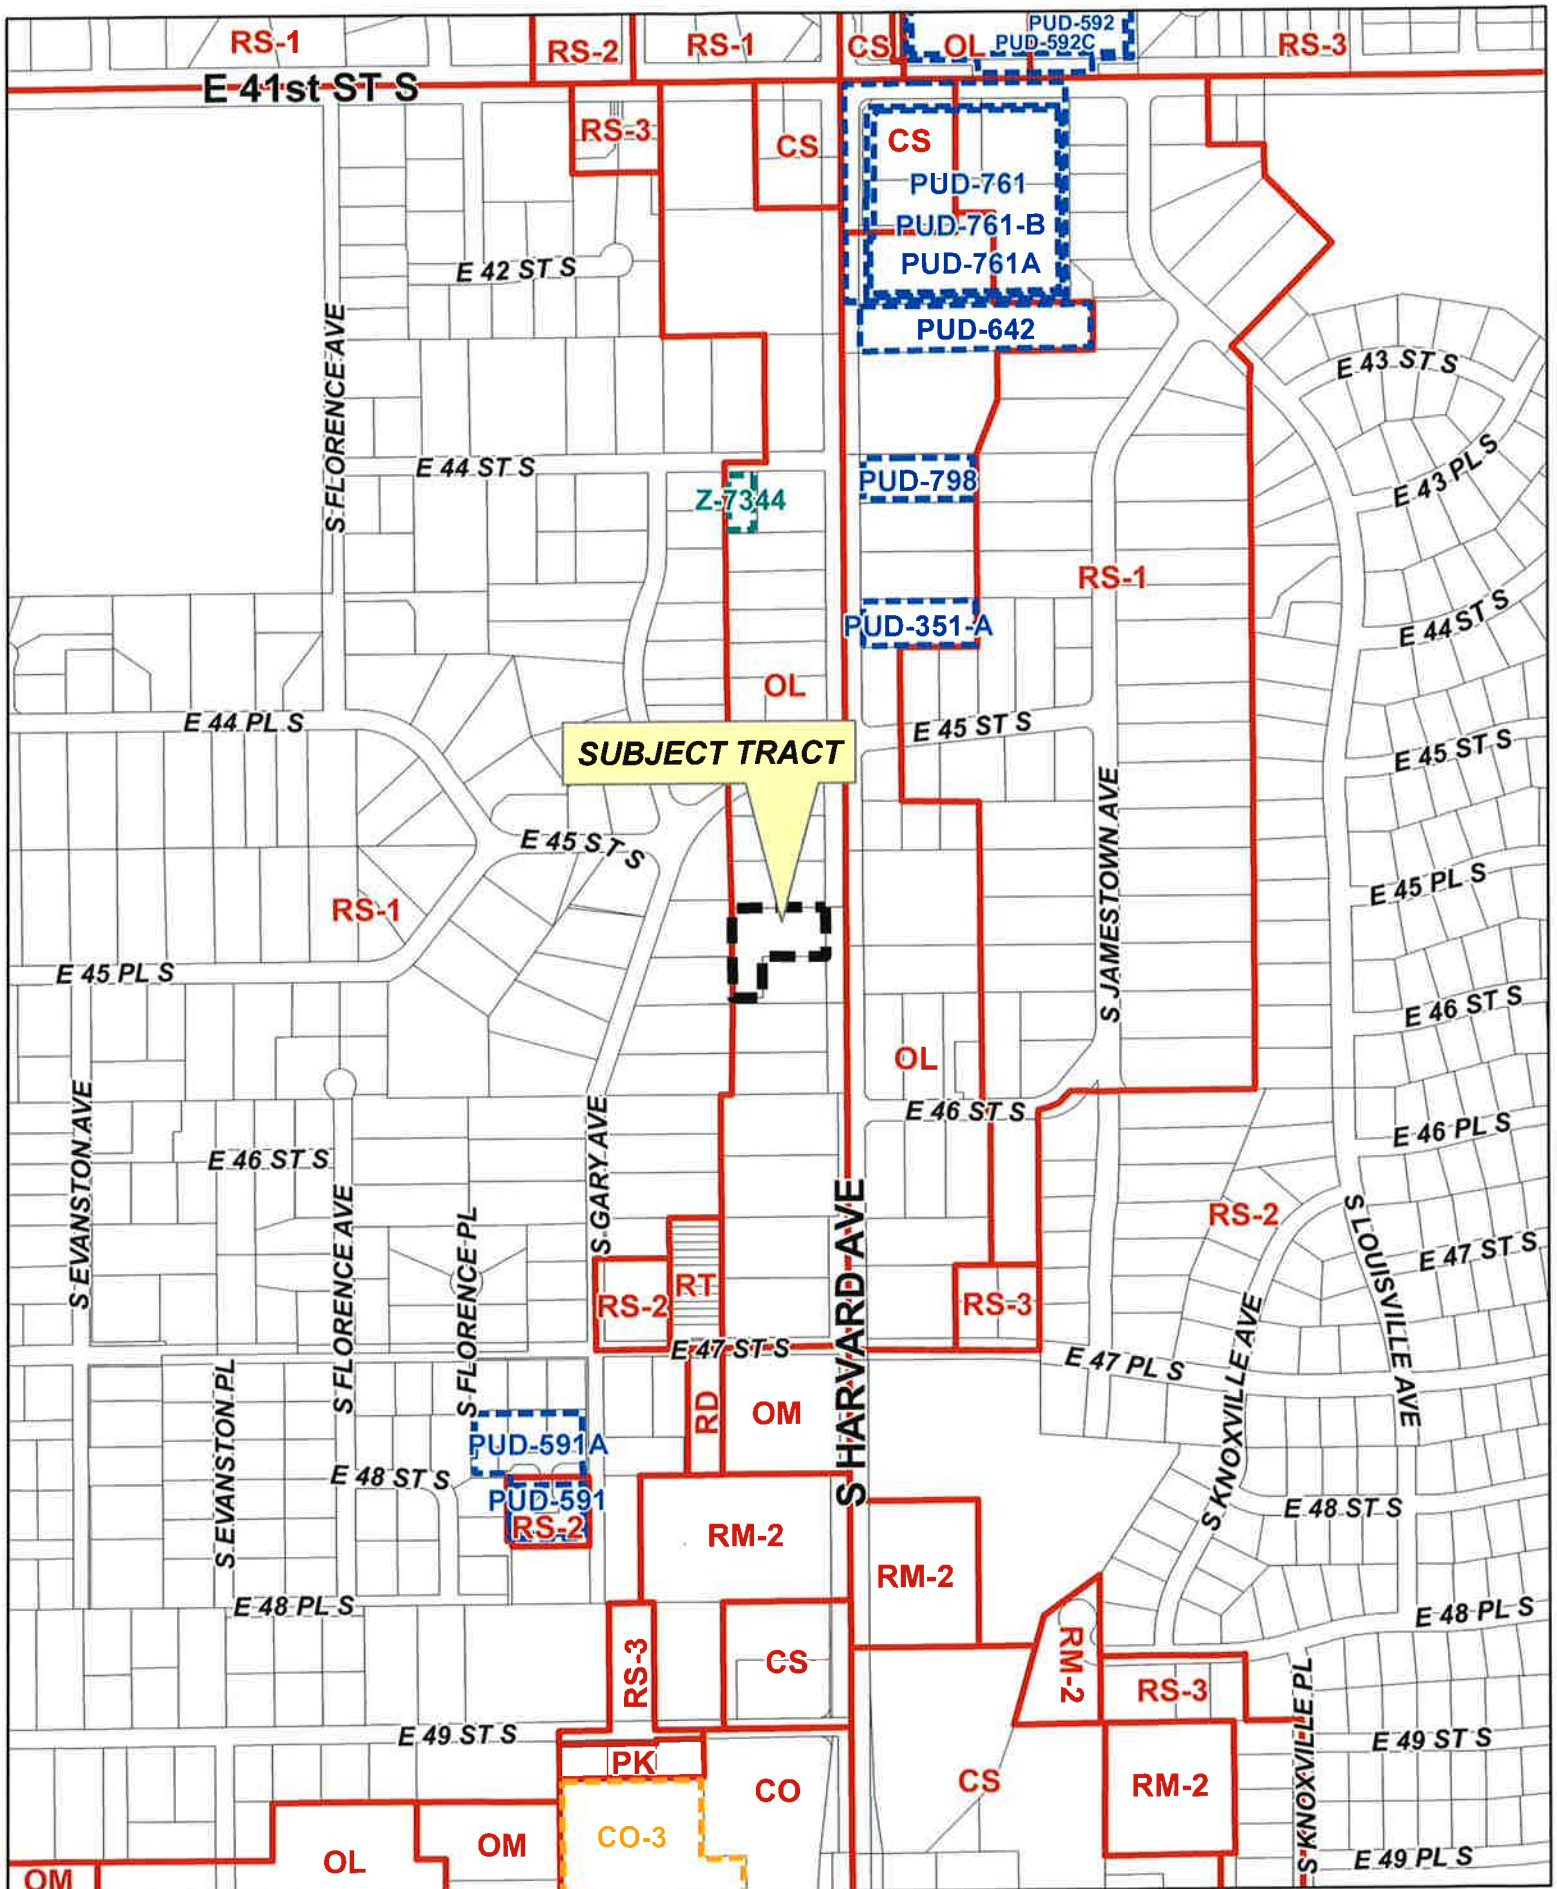 RS-1
RS-2
RS-1
CS
OL
PUD-592
PUD-592C
RS-3
E 41st ST S
RS-3
CS
CS
PUD-761
PUD-761-B
PUD-761A
E 42 ST S
PUD-642
S FLORENCE AVE
E 43 ST S
E 44 ST S
E 43 PL S
PUD-798
Z-7344
RS-1
E 44 ST S
PUD-351-A
OL
E 44 PL S
E 45 ST S
E 45 ST S
SUBJECT TRACT
S JAMESTOWN AVE
E 45 ST S
E 45 PL S
RS-1
E 45 PL S
E 46 ST S
OL
E 46 ST S
S EVANSTON AVE
E 46 ST S
S FLORENCE AVE
S FLORENCE PL
S GARY AVE
S HARVARD AVE
E 46 PL S
RS-2
S LOUISVILLE AVE
E 47 ST S
RS-2
RT
RS-3
E 47 ST S
E 47 PL S
S KNOXVILLE AVE
S EVANSTON PL
RD
OM
PUD-591A
E 48 ST S
PUD-591
RS-2
E 48 ST S
RM-2
RM-2
E 48 PL S
E 48 PL S
RS-3
CS
RM-2
RS-3
S KNOXVILLE PL
E 49 ST S
E 49 ST S
PK
CO
CS
RM-2
CO-3
OM
OL
OM
E 49 PL S